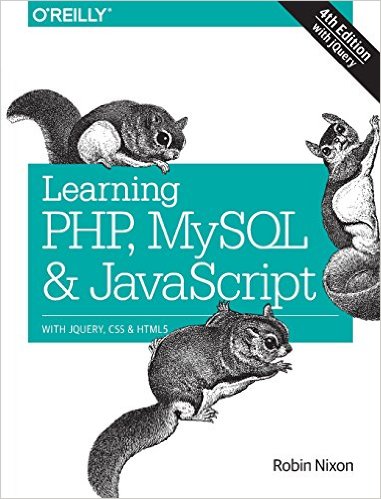 O'REILLY®
4th Edition
with jQuery
Learning
PHP, MySQL
& JavaScript
WITH JQUERY, CSS & HTML5
Robin Nixon